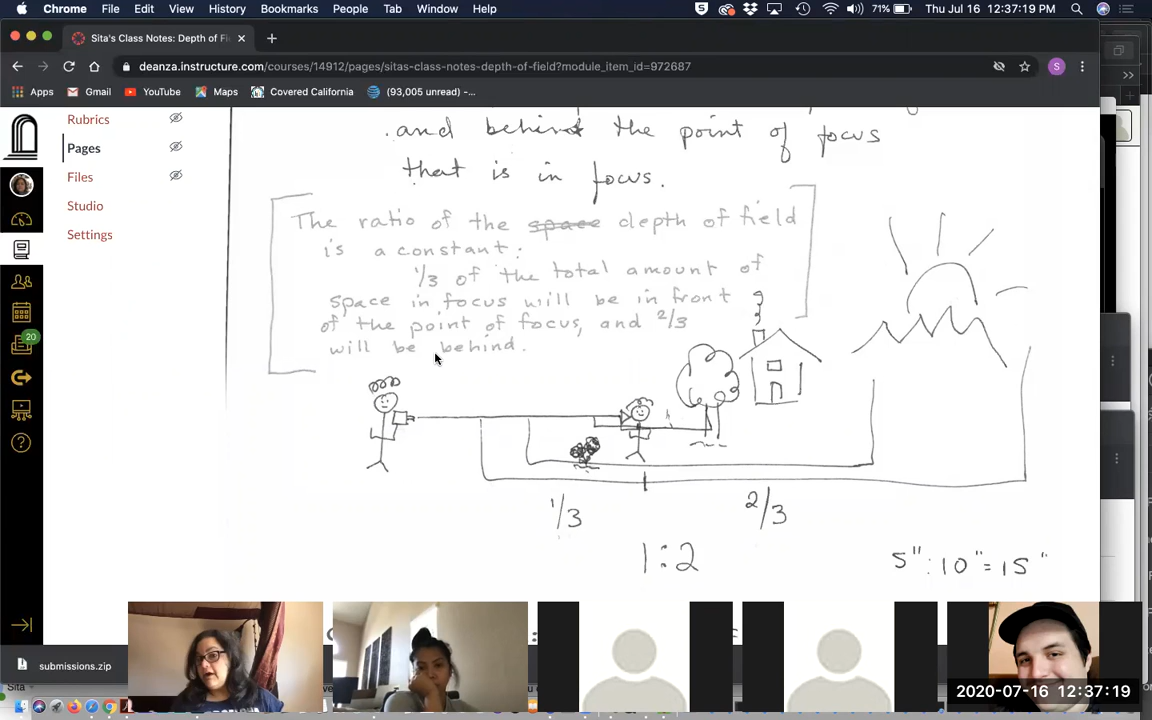 Chrome File Edit View History Bookmarks People Tab Window Help 71% Thu Jul 16 12:37:19 PM
Sita's Class Notes: Depth of Fi
deanza.instructure.com/courses/14912/pages/sitas-class-notes-depth-of-field?module_item_id=972687
Apps Gmail YouTube Maps Covered California (93,005 unread) -...
Rubrics
Pages
Files
Studio
Settings
20
and behind the point of focus
that is in focus.
The ratio of the space depth of field
is a constant:
1/3 of the total amount of
space in focus will be in front
of the point of focus, and 2/3
will be behind.
1/3 2/3
1:2
5":10"=15"
submissions.zip
Sita
2020-07-16 12:37:19